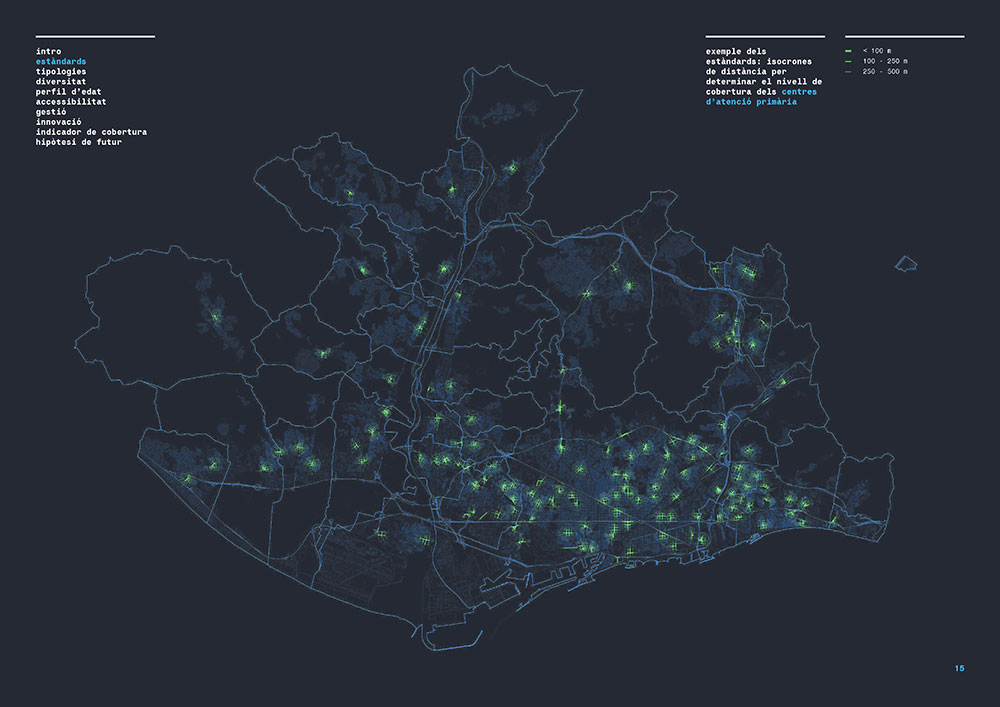 intro
estàndards
tipologies
diversitat
perfil d'edat
accessibilitat
gestió
innovació
indicador de cobertura
hipòtesi de futur
exemple dels
estàndards: isocrones
de distància per
determinar el nivell de
cobertura dels centres
d'atenció primària
< 100 m
100 - 250 m
250 - 500 m
15